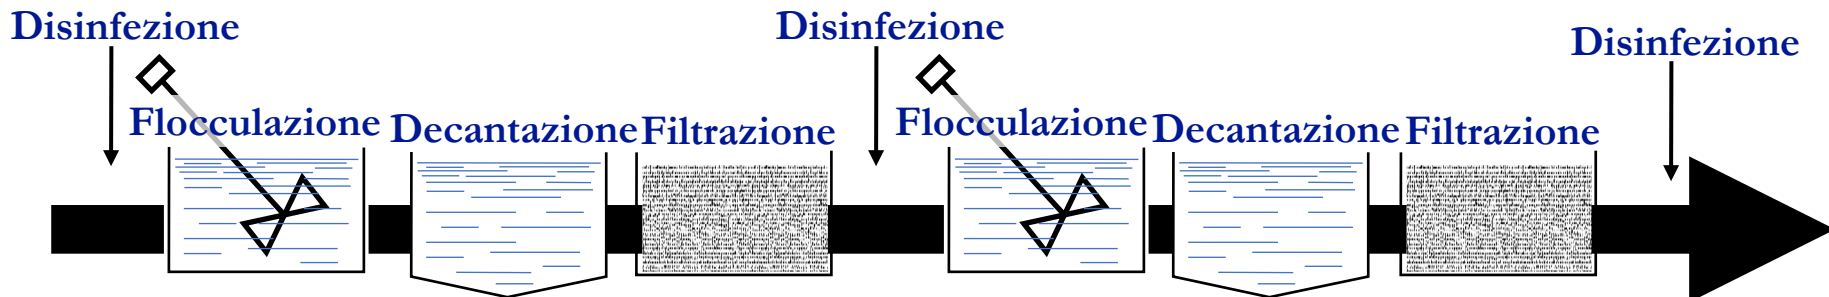 Disinfezione
Disinfezione
Disinfezione
Flocculazione
Decantazione
Filtrazione
Flocculazione
Decantazione
Filtrazione